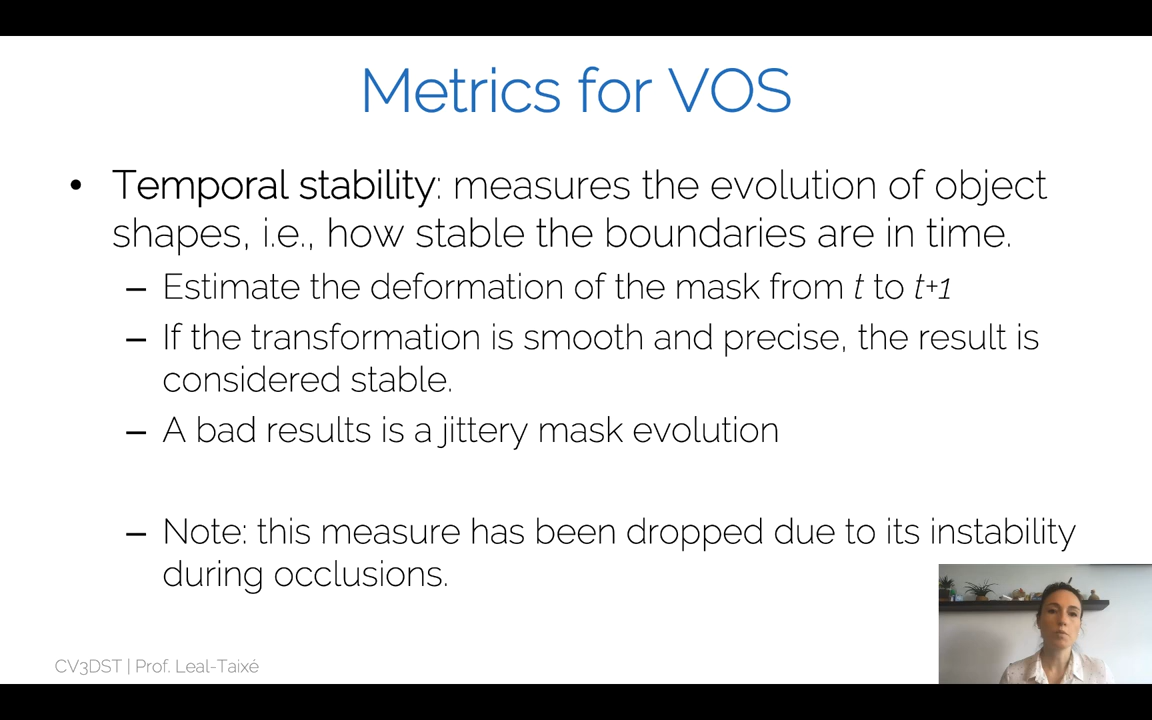 Metrics for VOS
• Temporal stability: measures the evolution of object
shapes, i.e., how stable the boundaries are in time.
– Estimate the deformation of the mask from t to t+1
– If the transformation is smooth and precise, the result is
considered stable.
– A bad results is a jittery mask evolution
– Note: this measure has been dropped due to its instability
during occlusions.
CV3DST | Prof. Leal-Taixé